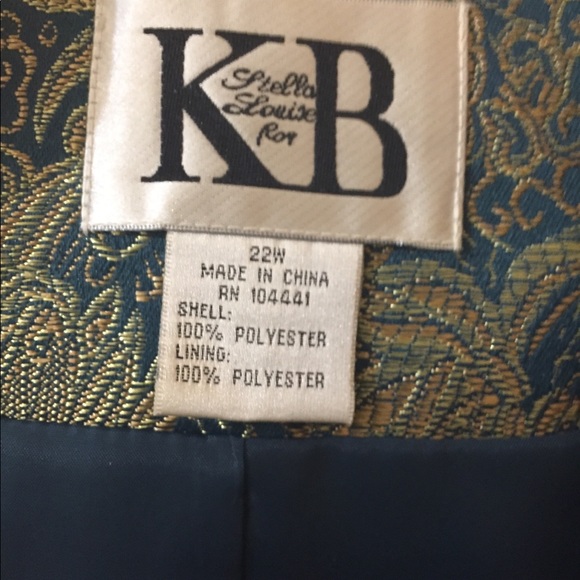 KB
Stella
Louise
For
22W
MADE IN CHINA
RN 104441
SHELL:
100% POLYESTER
LINING:
100% POLYESTER